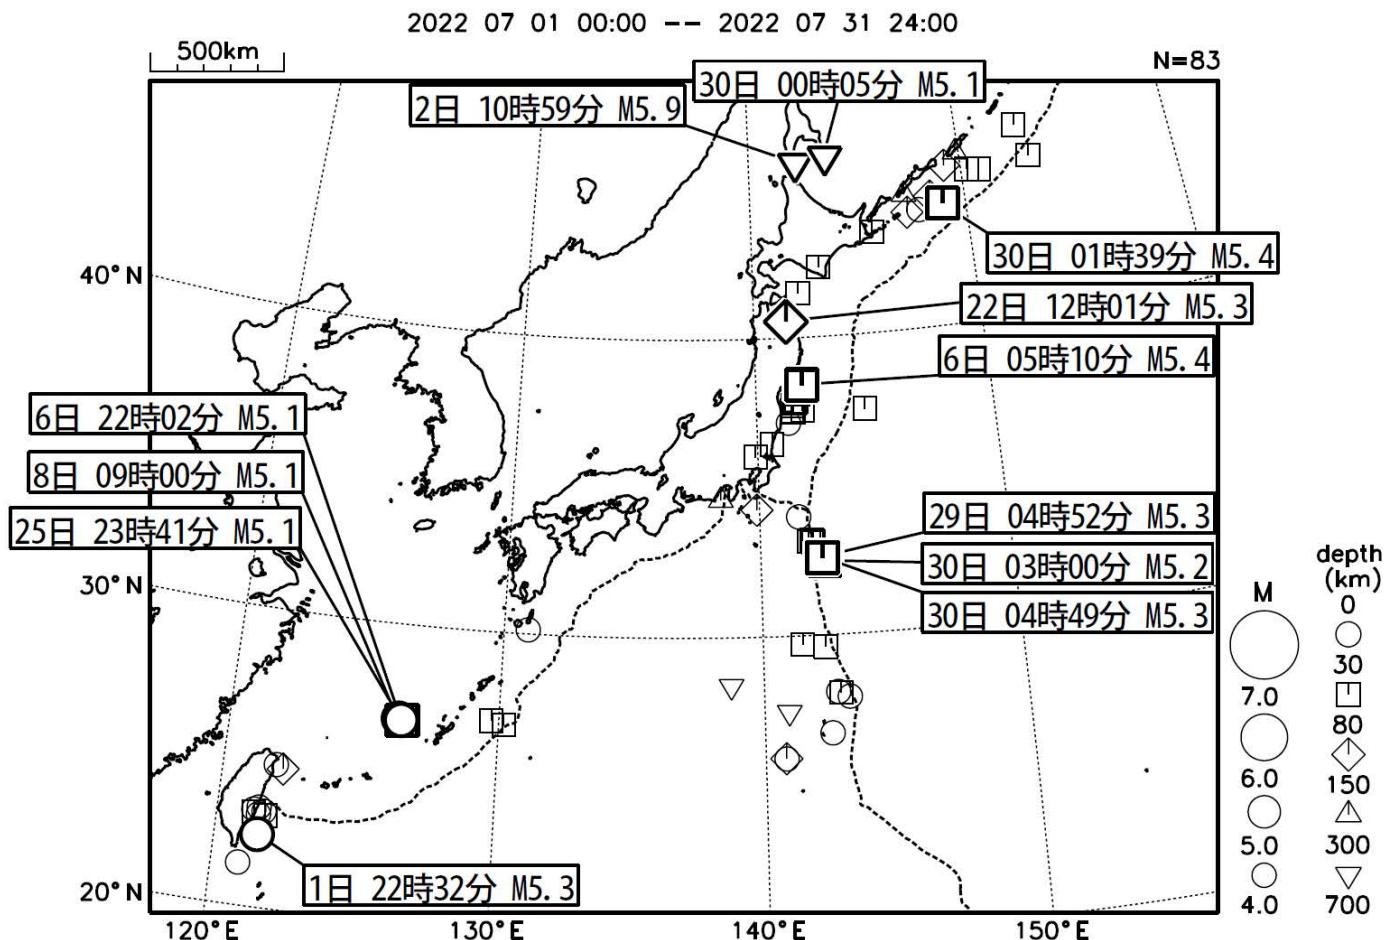 2022 07 01 00:00 -- 2022 07 31 24:00
500km
N=83
30日 00時05分 M5.1
2日 10時59分 M5.9
30日 01時39分 M5.4
40°N
22日 12時01分 M5.3
6日 05時10分 M5.4
6日 22時02分 M5.1
8日 09時00分 M5.1
25日 23時41分 M5.1
29日 04時52分 M5.3
30日 03時00分 M5.2
30日 04時49分 M5.3
30°N
1日 22時32分 M5.3
20°N
120°E
130°E
140°E
150°E
M
7.0
6.0
5.0
4.0
depth
(km)
0
30
80
150
300
700